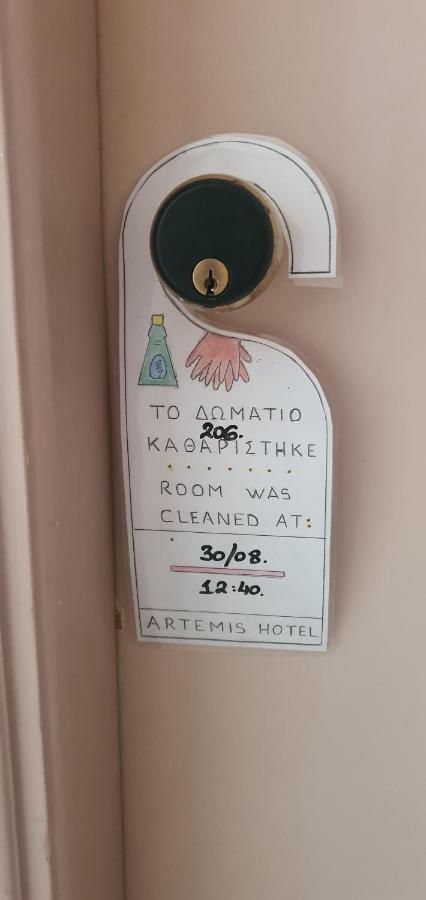 ΤΟ ΔΩΜΑΤΙΟ
206.
ΚΑΘΑΡΙΣΤΗΚΕ
ROOM WAS
CLEANED AT:
30/08.
12:40.
ARTEMIS HOTEL